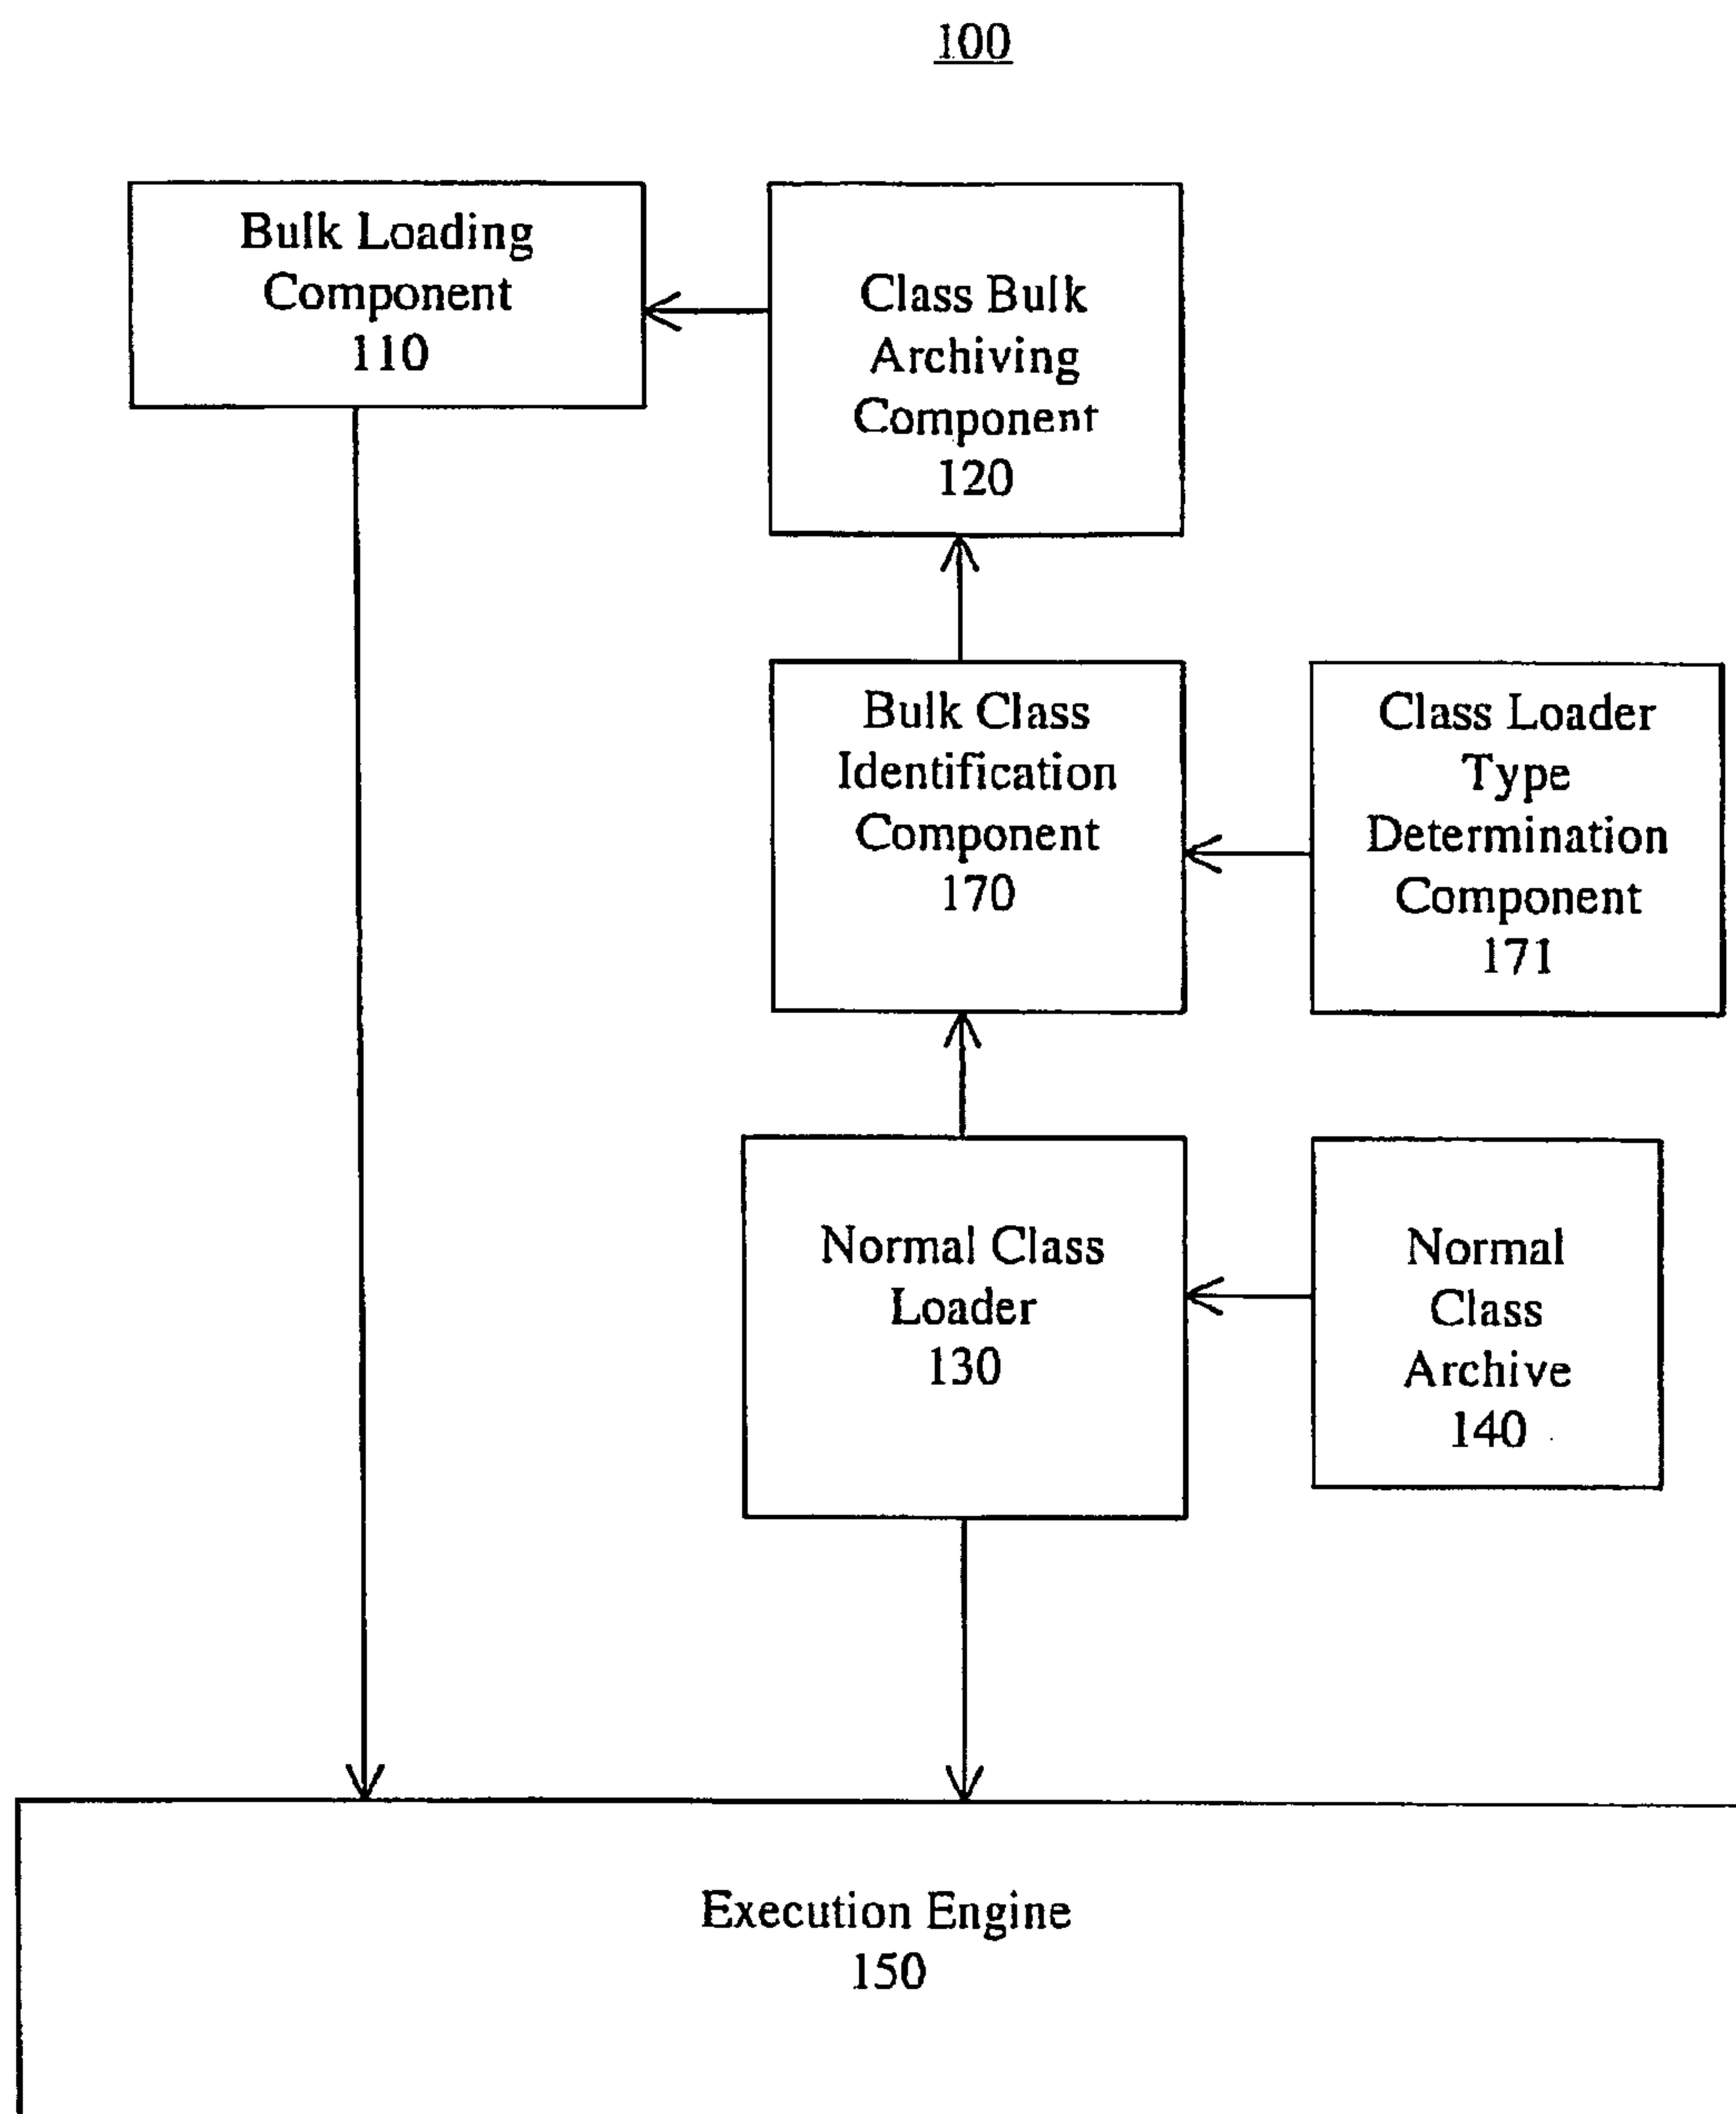 100
Bulk Loading
Component
110
Class Bulk
Archiving
Component
120
Bulk Class
Identification
Component
170
Class Loader
Type
Determination
Component
171
Normal Class
Loader
130
Normal
Class
Archive
140
Execution Engine
150